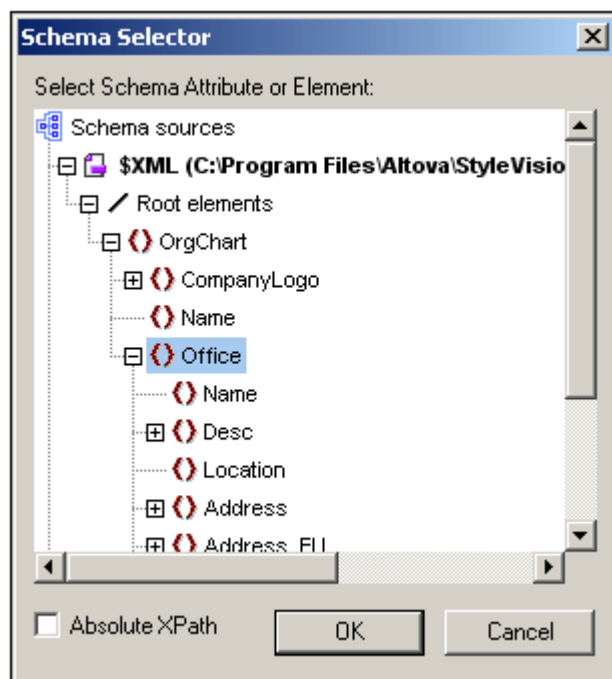 Schema Selector
Select Schema Attribute or Element:
Schema sources
$XML (C:\Program Files\Altova\StyleVisio
Root elements
OrgChart
CompanyLogo
Name
Office
Name
Desc
Location
Address
Address_EU
Absolute XPath
OK
Cancel